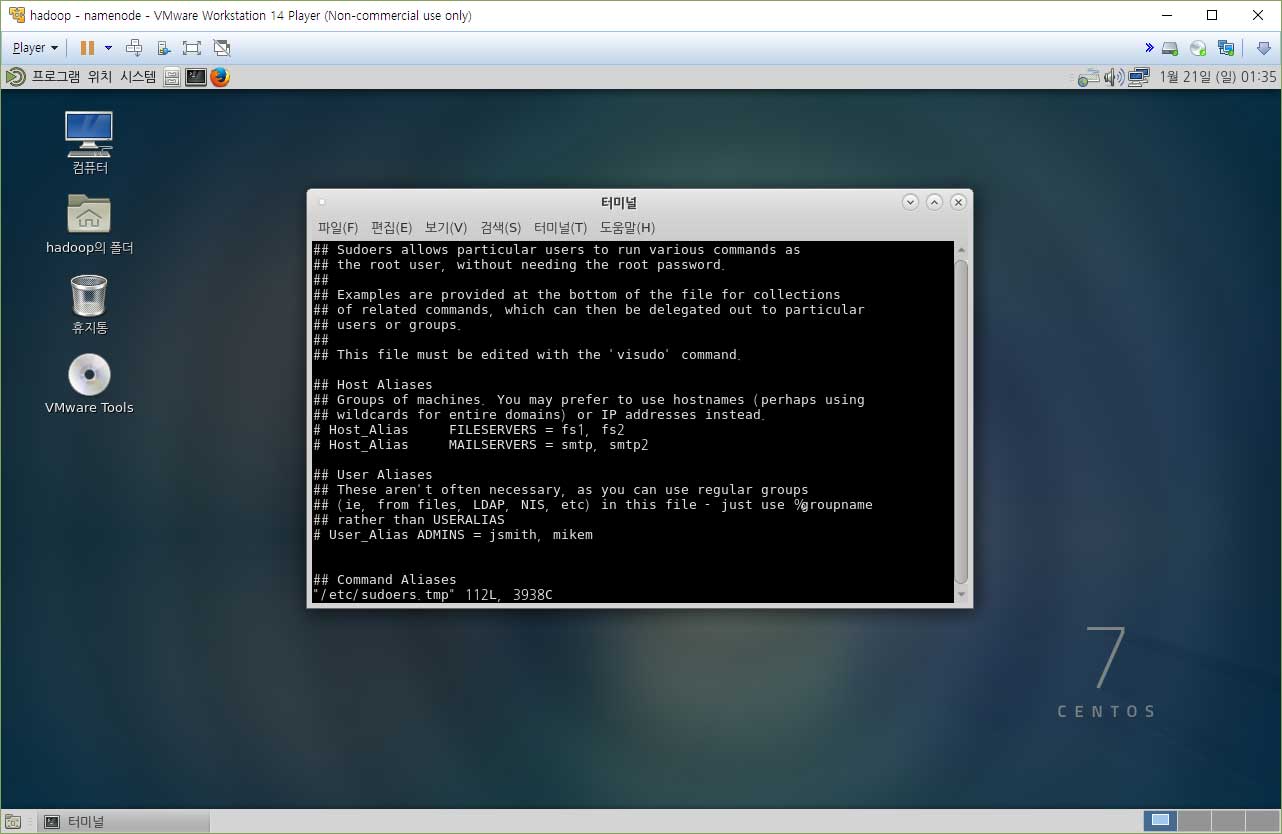 hadoop - namenode - VMware Workstation 14 Player (Non-commercial use only)
Player
프로그램 위치 시스템
1월 21일 (일) 01:35
컴퓨터
hadoop의 폴더
휴지통
VMware Tools
터미널
파일(F) 편집(E) 보기(V) 검색(S) 터미널(T) 도움말(H)
## Sudoers allows particular users to run various commands as
## the root user, without needing the root password.
##
## Examples are provided at the bottom of the file for collections
## of related commands, which can then be delegated out to particular
## users or groups.
##
## This file must be edited with the 'visudo' command.
## Host Aliases
## Groups of machines. You may prefer to use hostnames (perhaps using
## wildcards for entire domains) or IP addresses instead.
# Host_Alias     FILESERVERS = fs1, fs2
# Host_Alias     MAILSERVERS = smtp, smtp2
## User Aliases
## These aren't often necessary, as you can use regular groups
## (ie, from files, LDAP, NIS, etc) in this file - just use %groupname
## rather than USERALIAS
# User_Alias ADMINS = jsmith, mikem
## Command Aliases
"/etc/sudoers.tmp" 112L, 3938C
7
CENTOS
터미널